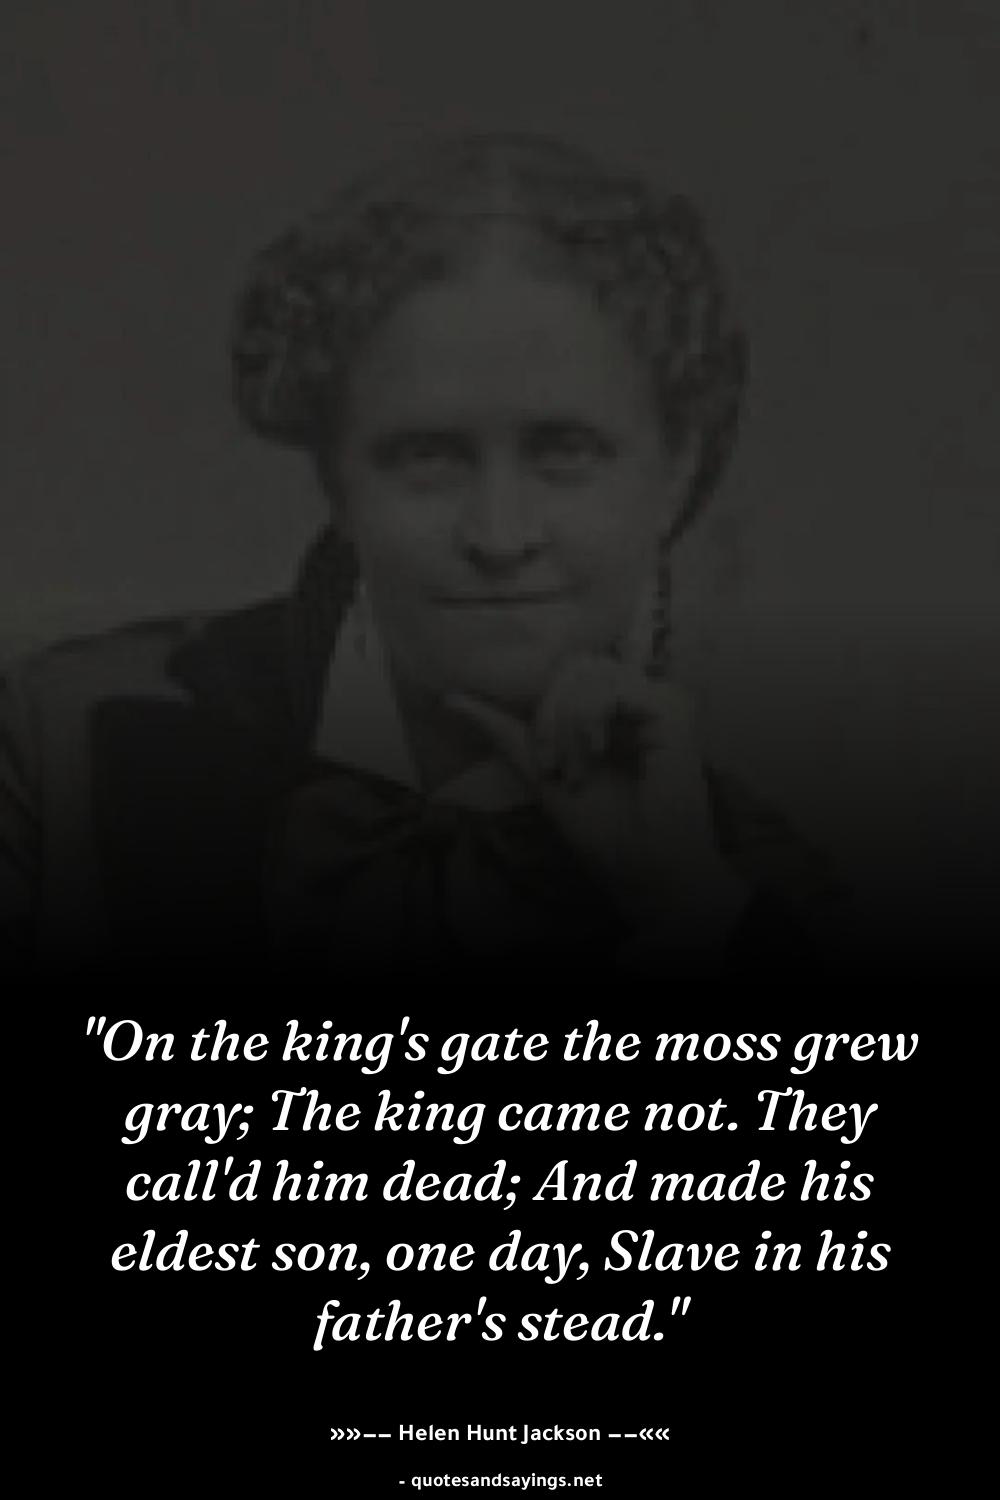 "On the king's gate the moss grew
gray; The king came not. They
call'd him dead; And made his
eldest son, one day, Slave in his
father's stead."
»»−− Helen Hunt Jackson −−««
- quotesandsayings.net